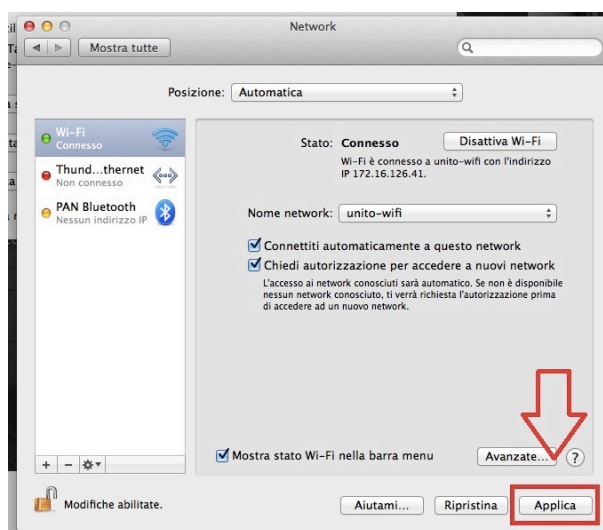 Network
Mostra tutte
Posizione: Automatica
Wi-Fi
Connesso
Thund...thernet
Non connesso
PAN Bluetooth
Nessun indirizzo IP
Stato: Connesso
Disattiva Wi-Fi
Wi-Fi è connesso a unito-wifi con l'indirizzo
IP 172.16.126.41.
Nome network: unito-wifi
Connettiti automaticamente a questo network
Chiedi autorizzazione per accedere a nuovi network
L'accesso ai network conosciuti sarà automatico. Se non è disponibile
nessun network conosciuto, ti verrà richiesta l'autorizzazione prima
di accedere ad un nuovo network.
Mostra stato Wi-Fi nella barra menu
Avanzate...
?
Modifiche abilitate.
Aiutami...
Ripristina
Applica